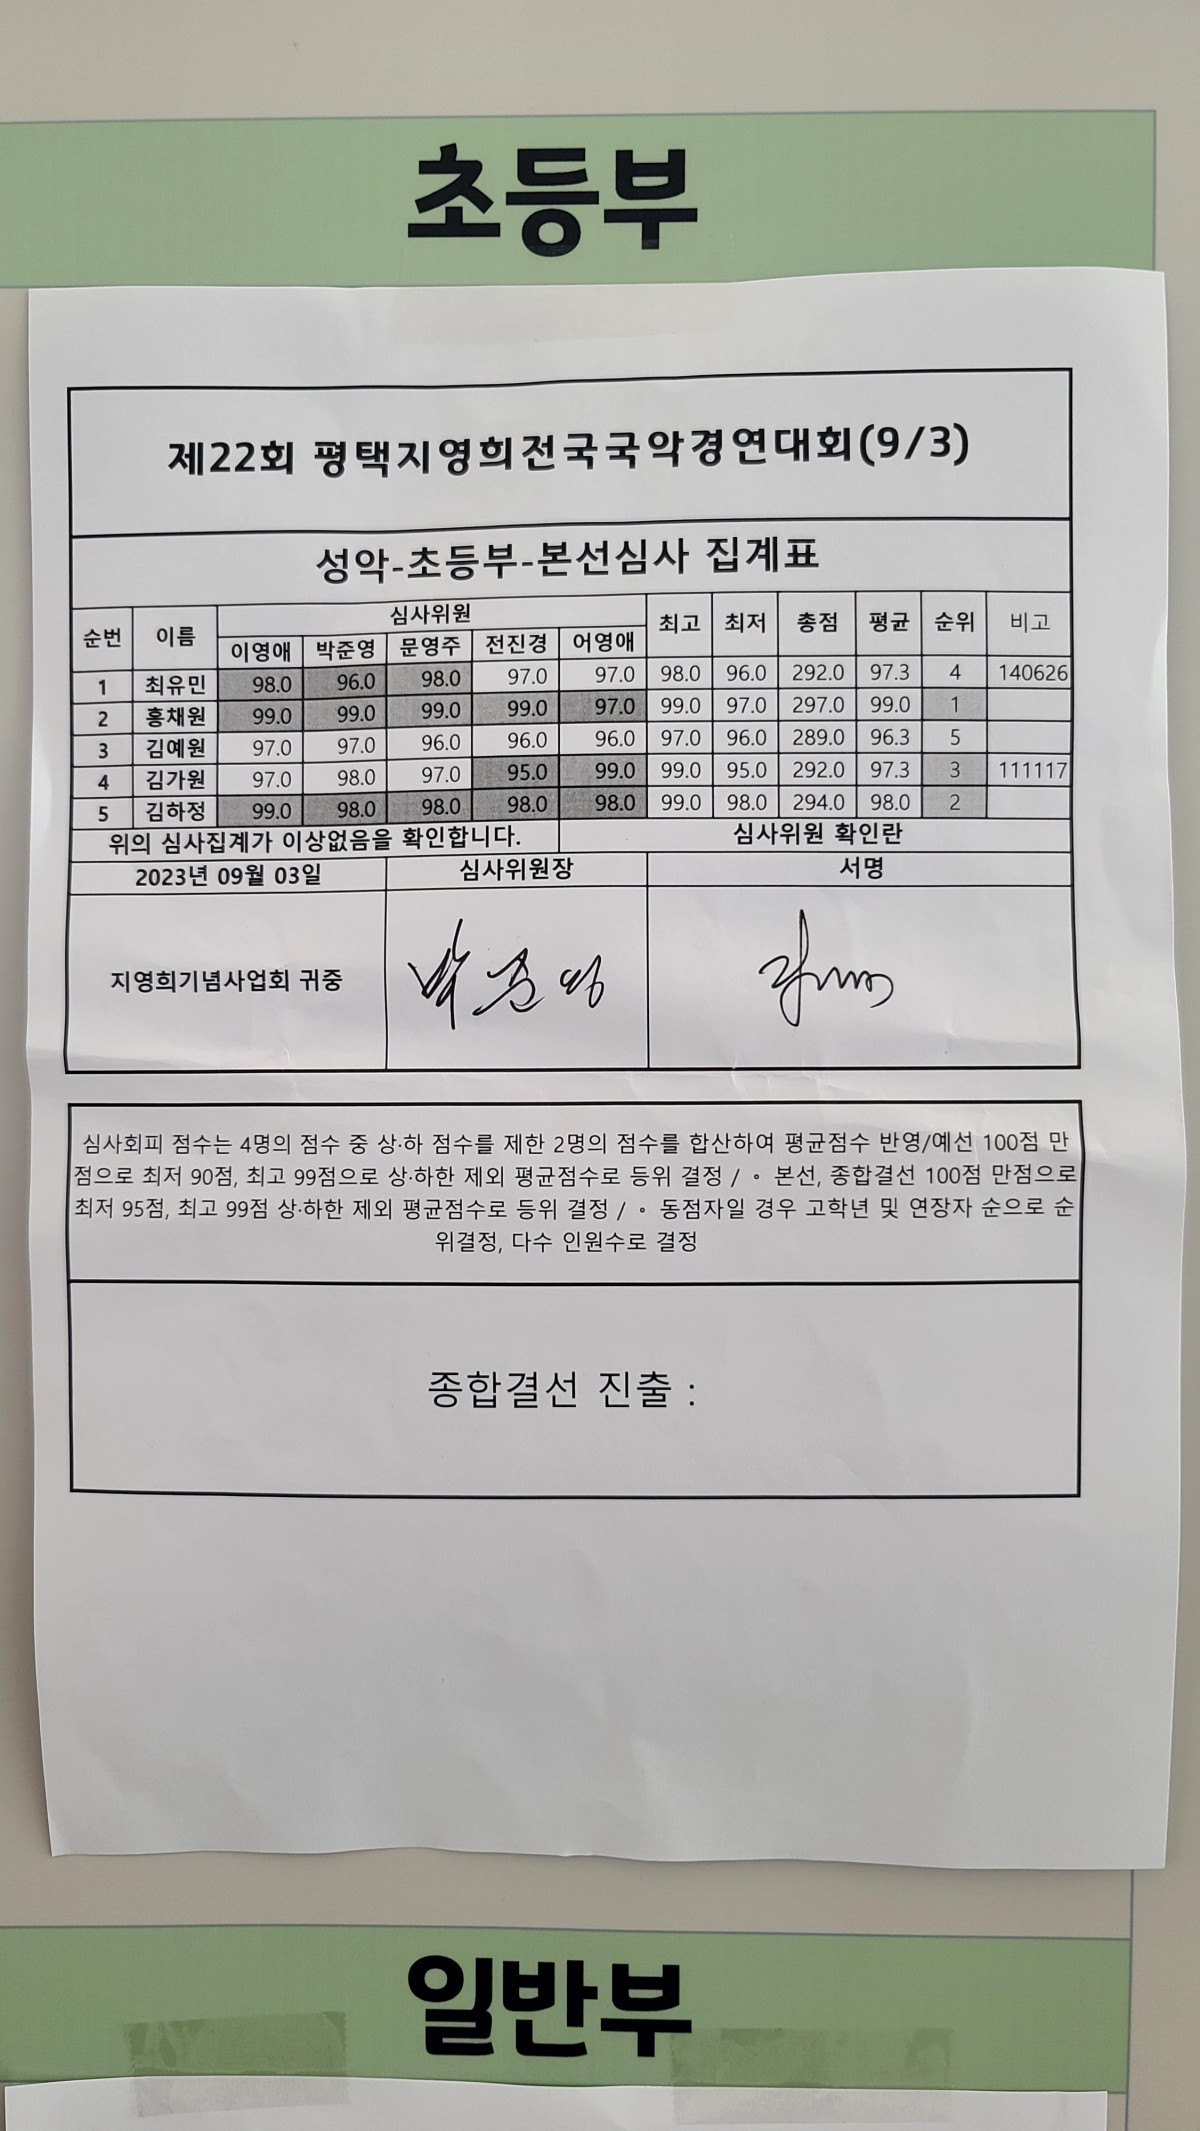 초등부
제22회 평택지영희전국국악경연대회(9/3)
성악-초등부-본선심사 집계표
순번 이름 심사위원 최고 최저 총점 평균 순위 비고
이영애 박준영 문영주 전진경 어영애
1 최유민 98.0 96.0 98.0 97.0 97.0 98.0 96.0 292.0 97.3 4 140626
2 홍채원 99.0 99.0 99.0 99.0 97.0 99.0 97.0 297.0 99.0 1
3 김예원 97.0 97.0 96.0 96.0 96.0 97.0 96.0 289.0 96.3 5
4 김가원 97.0 98.0 97.0 95.0 99.0 99.0 95.0 292.0 97.3 3 111117
5 김하정 99.0 98.0 98.0 98.0 98.0 99.0 98.0 294.0 98.0 2
위의 심사집계가 이상없음을 확인합니다. 심사위원 확인란
2023년 09월 03일 심사위원장 서명
지영희기념사업회 귀중 박준영
심사회피 점수는 4명의 점수 중 상·하 점수를 제한 2명의 점수를 합산하여 평균점수 반영/예선 100점 만
점으로 최저 90점, 최고 99점으로 상·하한 제외 평균점수로 등위 결정 / ∘ 본선, 종합결선 100점 만점으로
최저 95점, 최고 99점 상·하한 제외 평균점수로 등위 결정 / ∘ 동점자일 경우 고학년 및 연장자 순으로 순
위결정, 다수 인원수로 결정
종합결선 진출 :
일반부